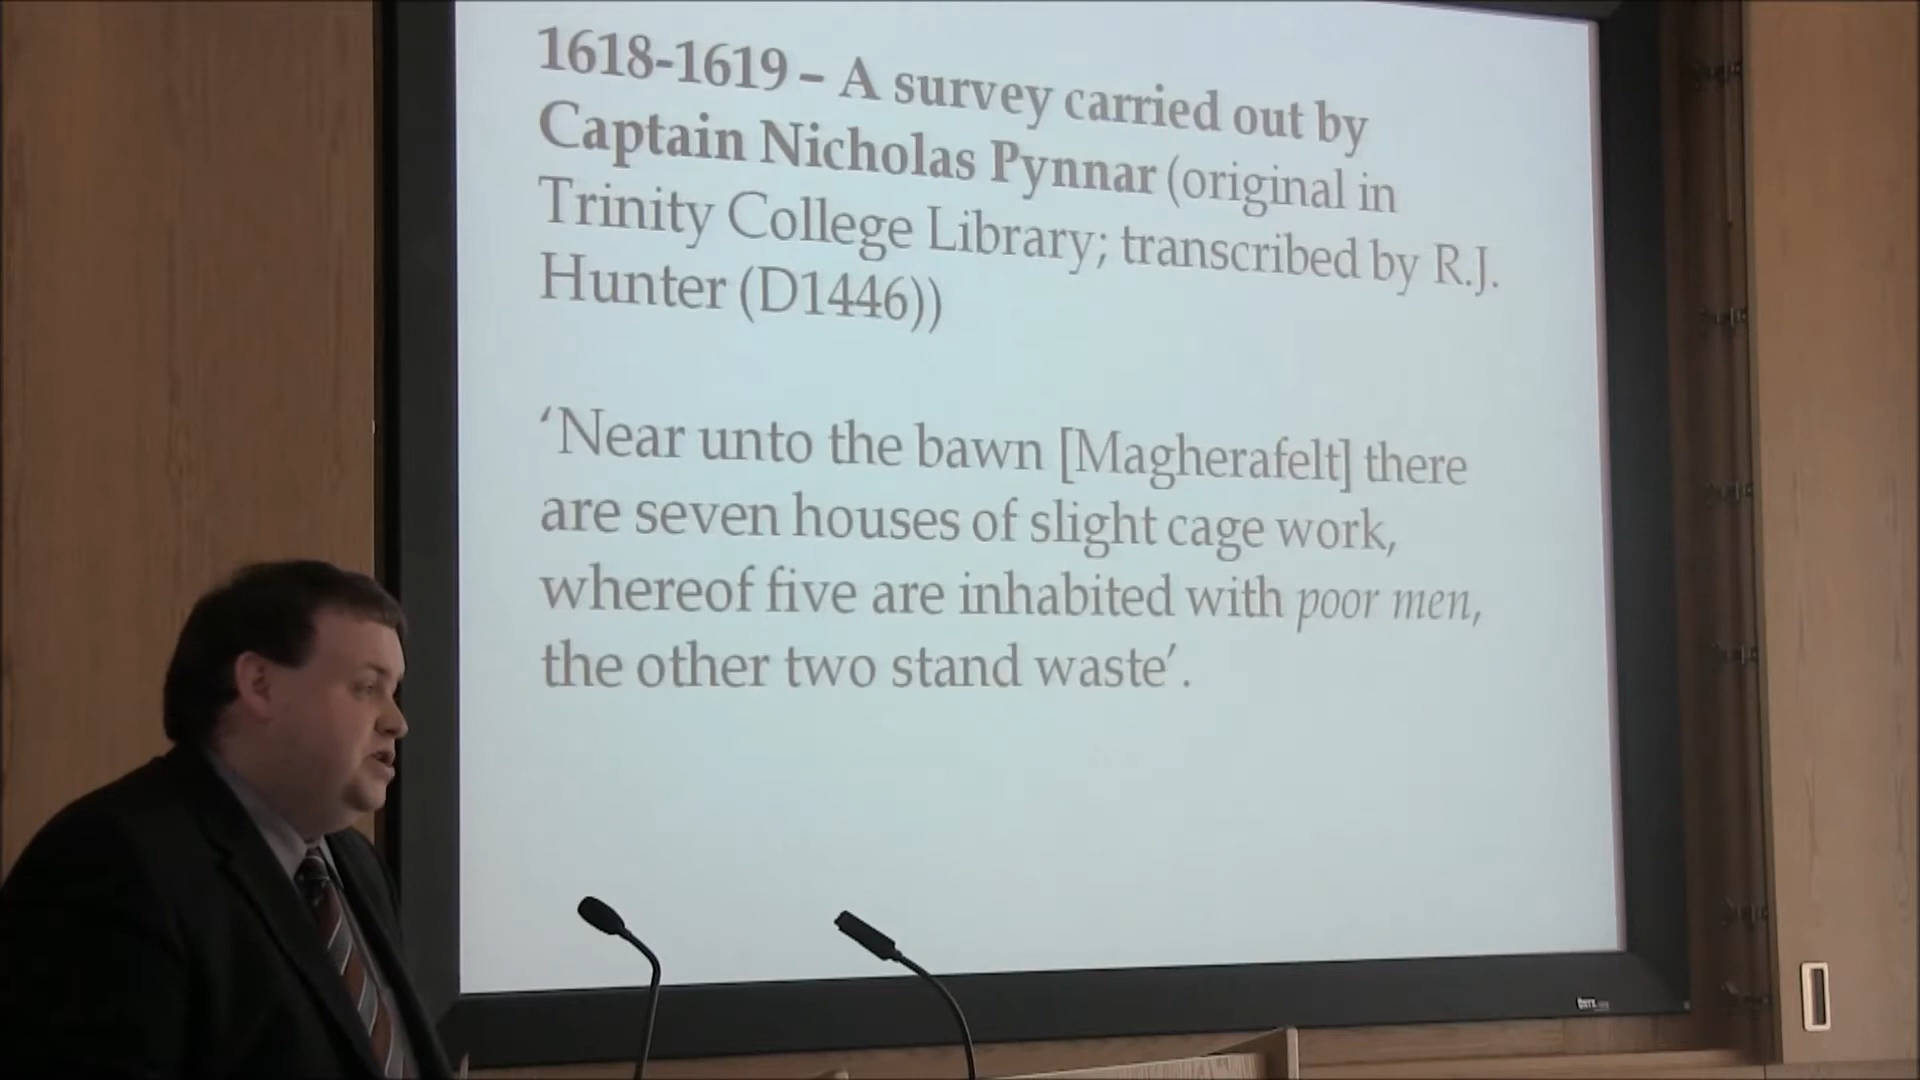 1618-1619 – A survey carried out by
Captain Nicholas Pynnar (original in
Trinity College Library; transcribed by R.J.
Hunter (D1446))
‘Near unto the bawn [Magherafelt] there
are seven houses of slight cage work,
whereof five are inhabited with poor men,
the other two stand waste’.